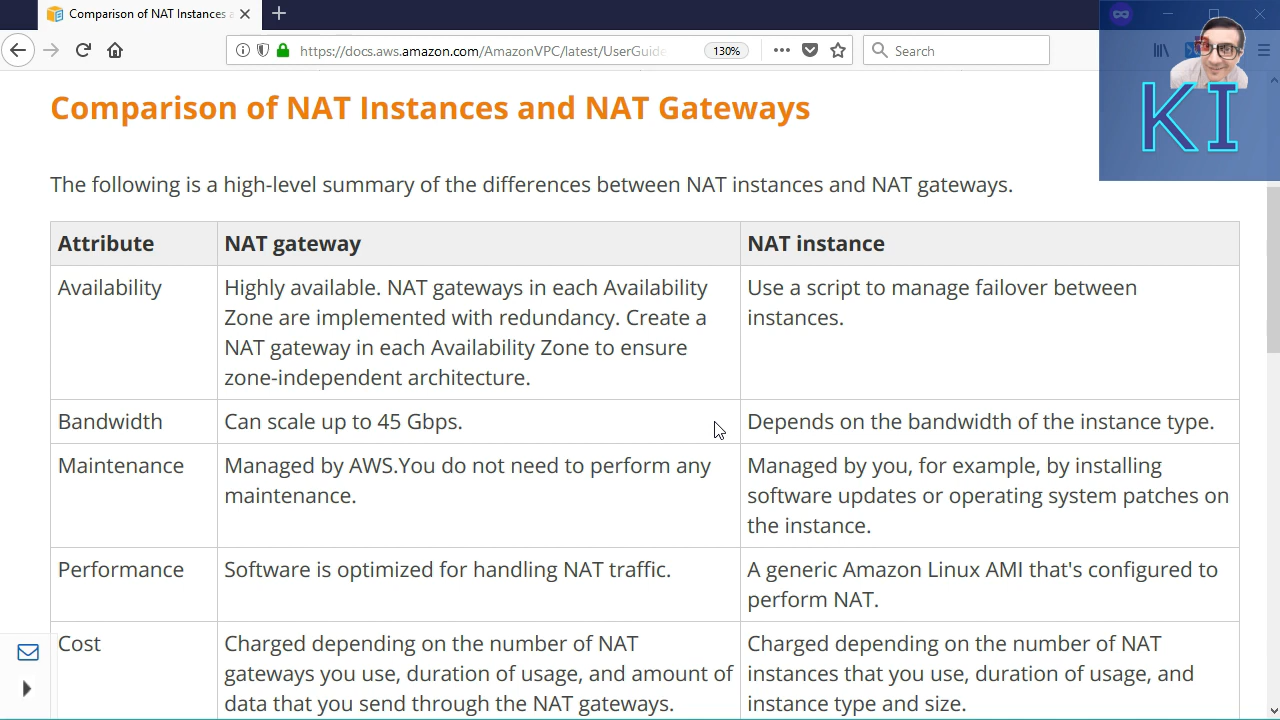 Comparison of NAT Instances a
https://docs.aws.amazon.com/AmazonVPC/latest/UserGuide
130%
Search
KI
Comparison of NAT Instances and NAT Gateways
The following is a high-level summary of the differences between NAT instances and NAT gateways.
Attribute
NAT gateway
NAT instance
Availability
Highly available. NAT gateways in each Availability
Zone are implemented with redundancy. Create a
NAT gateway in each Availability Zone to ensure
zone-independent architecture.
Use a script to manage failover between
instances.
Bandwidth
Can scale up to 45 Gbps.
Depends on the bandwidth of the instance type.
Maintenance
Managed by AWS.You do not need to perform any
maintenance.
Managed by you, for example, by installing
software updates or operating system patches on
the instance.
Performance
Software is optimized for handling NAT traffic.
A generic Amazon Linux AMI that's configured to
perform NAT.
Cost
Charged depending on the number of NAT
gateways you use, duration of usage, and amount of
data that you send through the NAT gateways.
Charged depending on the number of NAT
instances that you use, duration of usage, and
instance type and size.